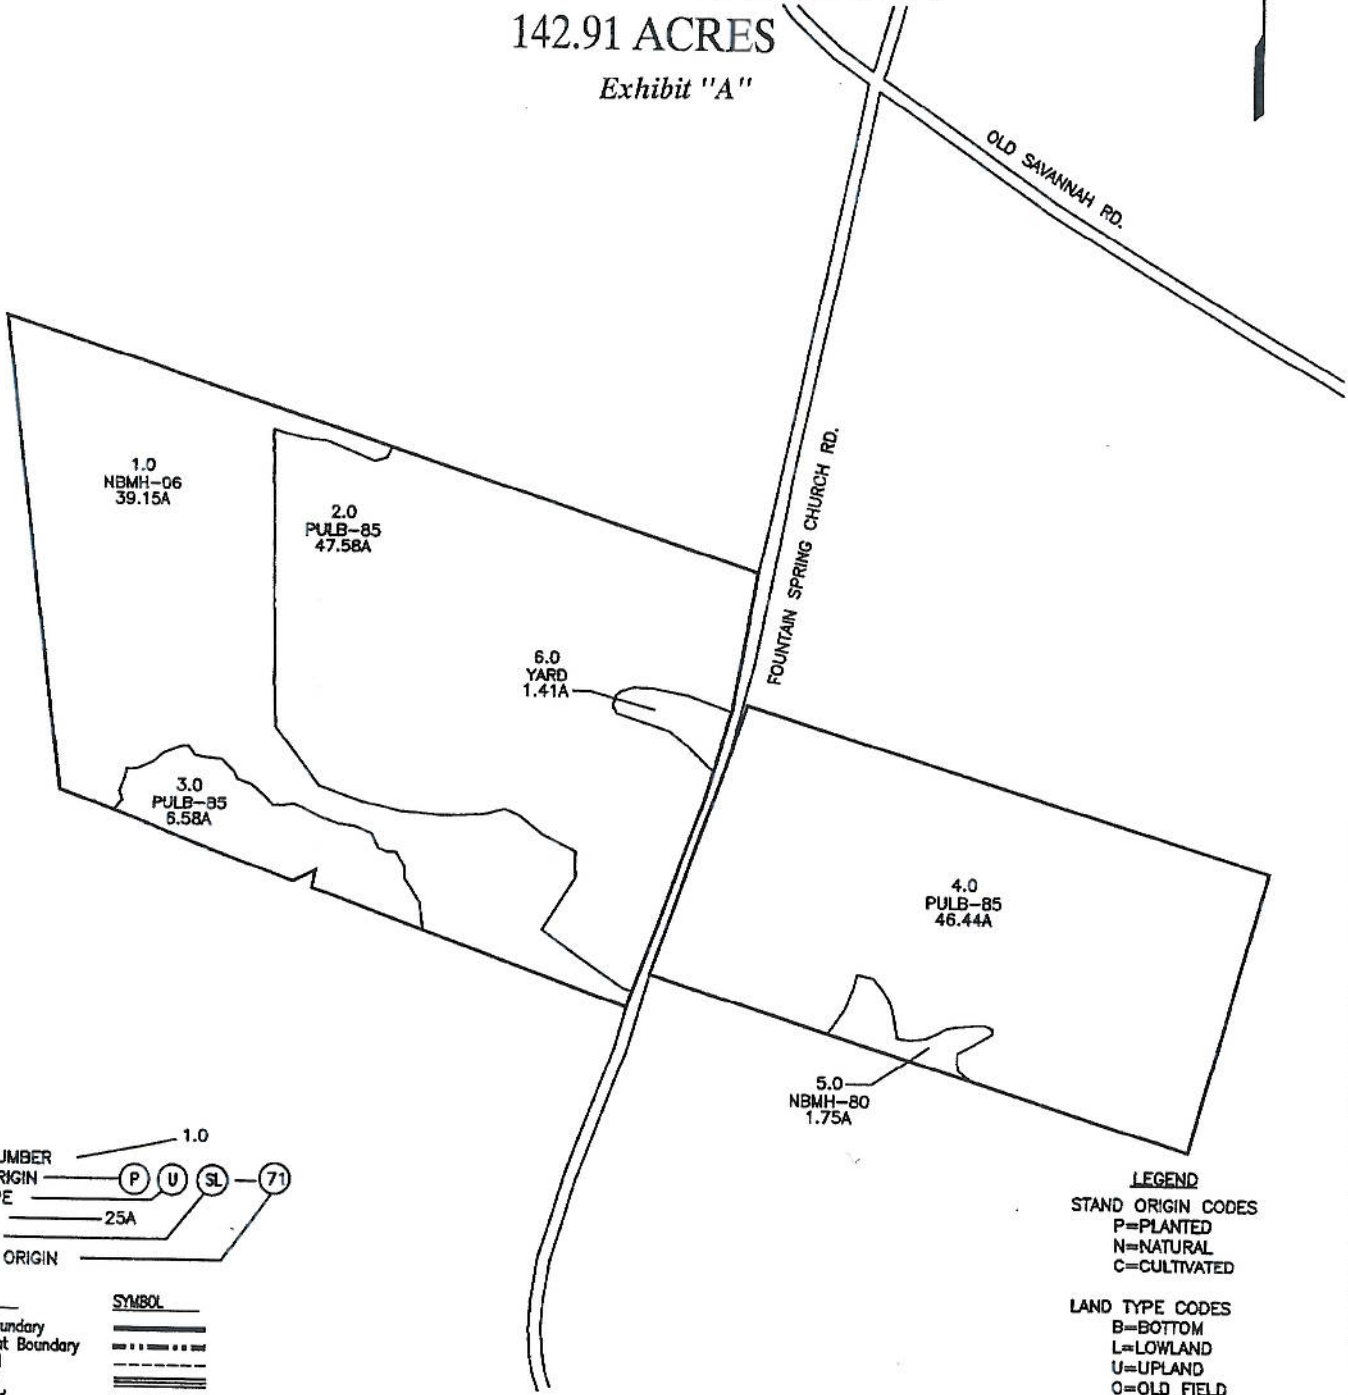 142.91 ACRES
Exhibit "A"
OLD SAVANNAH RD.
FOUNTAIN SPRING CHURCH RD.
1.0
NBMH-06
39.15A
2.0
PULB-85
47.58A
6.0
YARD
1.41A
3.0
PULB-85
6.58A
4.0
PULB-85
46.44A
5.0
NBMH-80
1.75A
UMBER 1.0
RIGIN P U SL - 71
PE
25A
ORIGIN
SYMBOL
undary
at Boundary
LEGEND
STAND ORIGIN CODES
P=PLANTED
N=NATURAL
C=CULTIVATED
LAND TYPE CODES
B=BOTTOM
L=LOWLAND
U=UPLAND
O=OLD FIELD